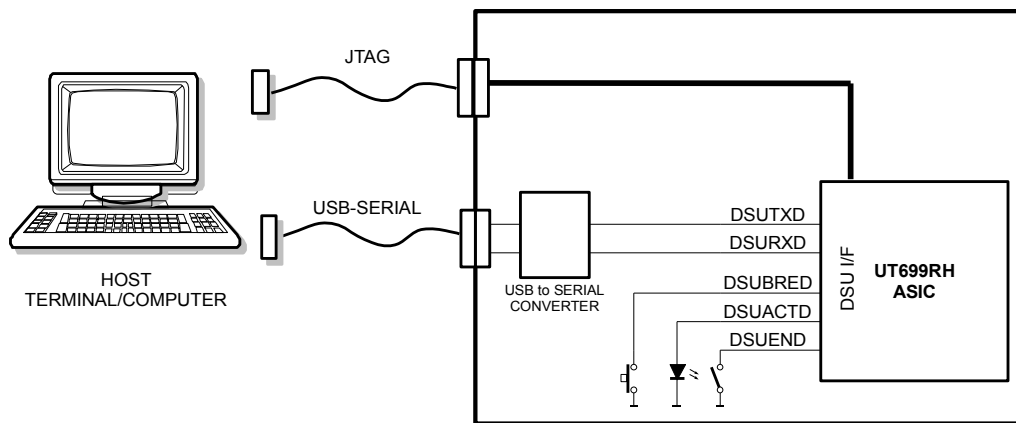 JTAG
USB-SERIAL
HOST
TERMINAL/COMPUTER
USB to SERIAL
CONVERTER
DSUTXD
DSURXD
DSUBRED
DSUACTD
DSUEND
DSU I/F
UT699RH
ASIC